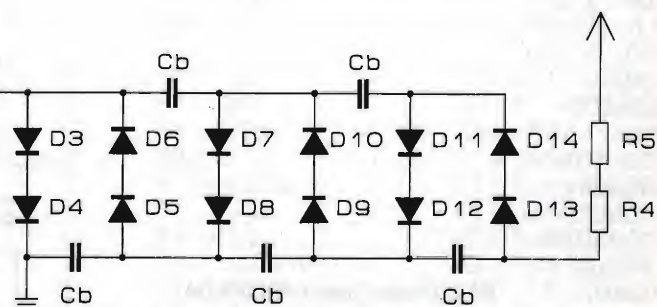 Cb Cb
D3 D6 D7 D10 D11 D14 R5
D4 D5 D8 D9 D12 D13 R4
Cb Cb Cb